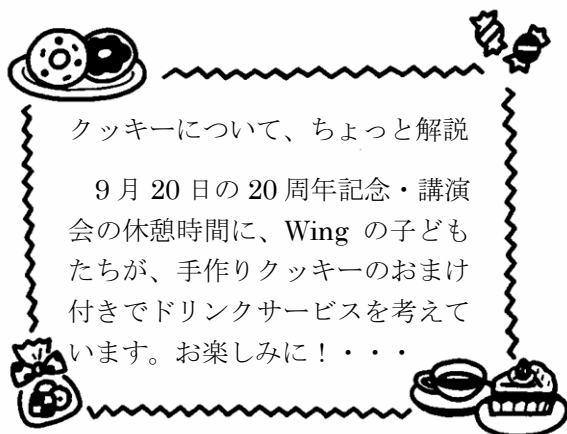 クッキーについて、ちょっと解説
9月20日の20周年記念・講演
会の休憩時間に、Wing の子ども
たちが、手作りクッキーのおまけ
付きでドリンクサービスを考えて
います。お楽しみに！・・・